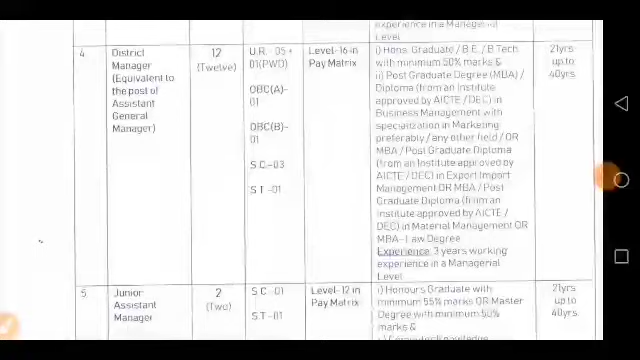 experience in a Managerial
Level
4
District
Manager
(Equivalent to
the post of
Assistant
General
Manager)
12
(Twelve)
U.R.-05+
01(PWD)
OBC(A)-
01
OBC(B)-
01
S.C.-03
S.T.-01
Level-16 in
Pay Matrix
i) Hons. Graduate / B.E. / B Tech
with minimum 50% marks &
ii) Post Graduate Degree (MBA) /
Diploma (from an Institute
approved by AICTE / DEC) in
Business Management with
specialization in Marketing
preferably / any other field / OR
MBA / Post Graduate Diploma
(from an Institute approved by
AICTE / DEC) in Export Import
Management OR MBA / Post
Graduate Diploma (from an
Institute approved by AICTE /
DEC) in Material Management OR
MBA-Law Degree
Experience: 3 years working
experience in a Managerial
Level
21yrs
up to
40yrs
5
Junior
Assistant
Manager
2
(Two)
S.C.-01
S.T.-01
Level-12 in
Pay Matrix
i) Honours Graduate with
minimum 55% marks OR Master
Degree with minimum 50%
marks &
21yrs
up to
40yrs